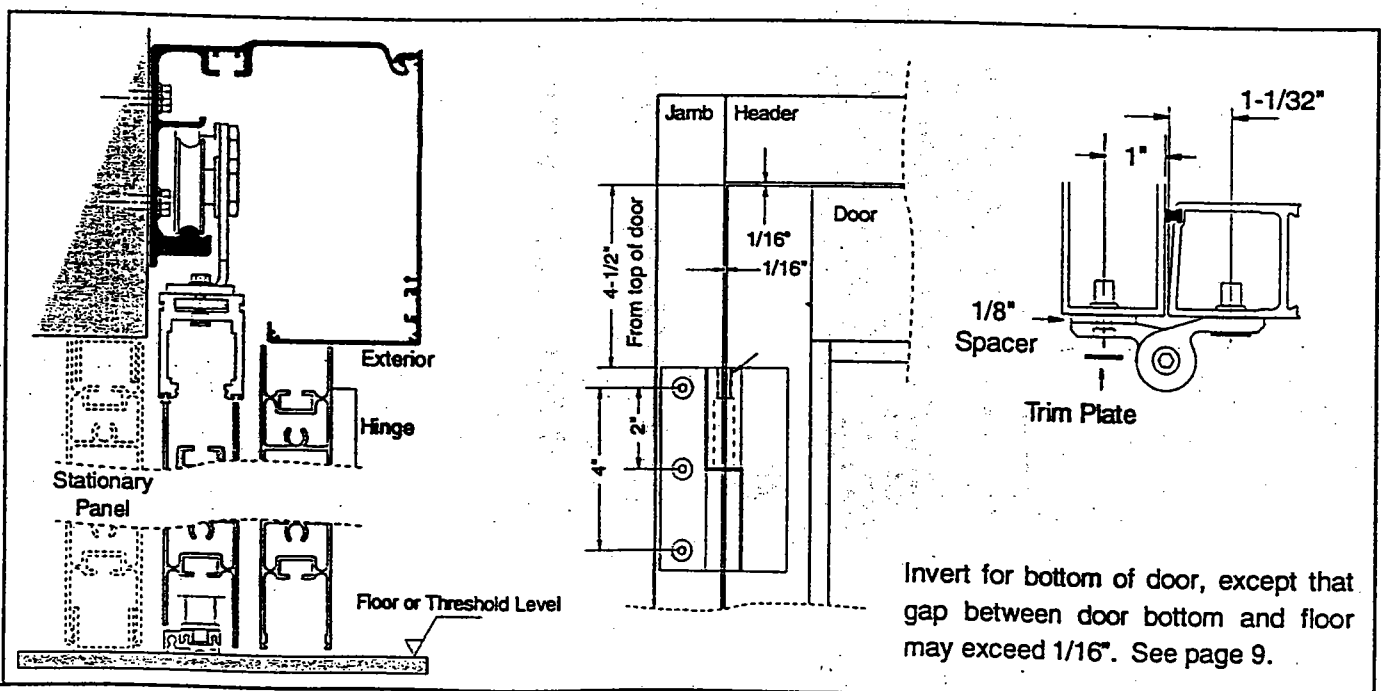 Exterior
Hinge
Stationary
Panel
Floor or Threshold Level
Jamb
Header
Door
1/16"
1/16"
4-1/2"
From top of door
2"
4"
1-1/32"
1"
1/8"
Spacer
Trim Plate
Invert for bottom of door, except that
gap between door bottom and floor
may exceed 1/16". See page 9.